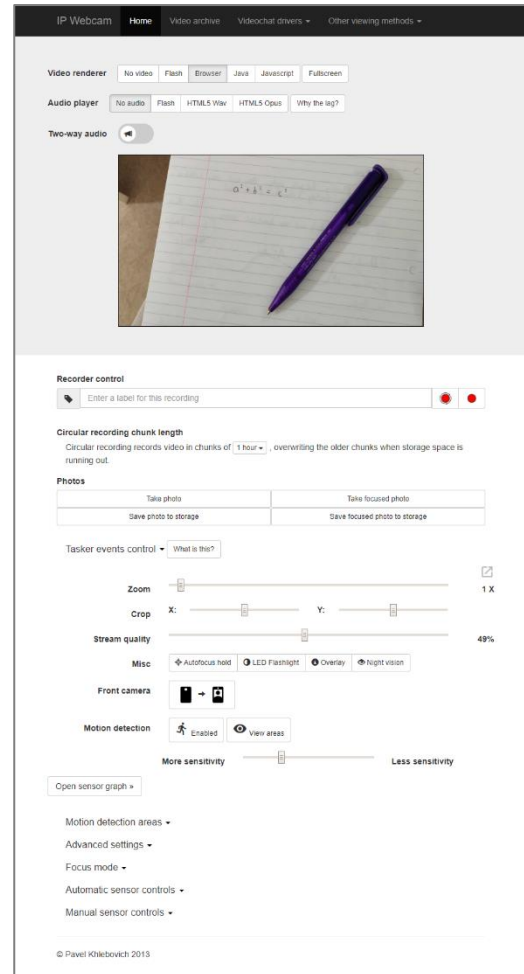 IP Webcam Home Video archive Videochat drivers Other viewing methods
Video renderer No video Flash Browser Java Javascript Fullscreen
Audio player No audio Flash HTML5 Wav HTML5 Opus Why the lag?
Two-way audio
a² + b² = c²
Recorder control
Enter a label for this recording
Circular recording chunk
length
Circular recording records video in chunks of 1 hour , overwriting the older chunks when storage space is
running out.
Photos
Take photo Take focused photo
Save photo to storage Save focused photo to storage
Tasker events control What is this?
Zoom 1 X
Crop X: Y:
Stream quality 49%
Misc Autofocus hold LED Flashlight Overlay Night vision
Front camera
Motion detection Enabled View areas
More sensitivity Less sensitivity
Open sensor graph »
Motion detection areas
Advanced settings
Focus mode
Automatic sensor controls
Manual sensor controls
© Pavel Khlebovich 2013